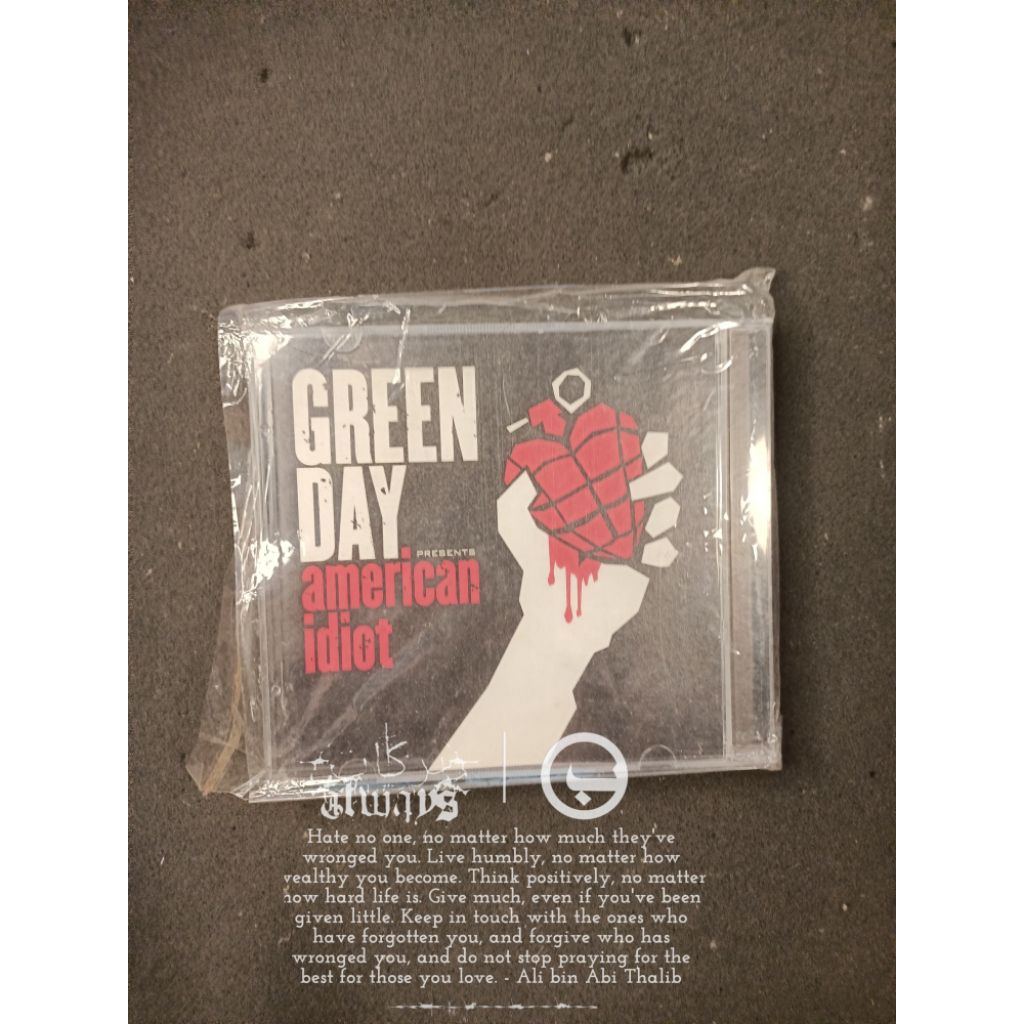 GREEN
DAY
PRESENTS
american
idiot
Always
Hate no one, no matter how much they've
wronged you. Live humbly, no matter how
wealthy you become. Think positively, no matter
how hard life is. Give much, even if you've been
given little. Keep in touch with the ones who
have forgotten you, and forgive who has
wronged you, and do not stop praying for the
best for those you love. - Ali bin Abi Thalib